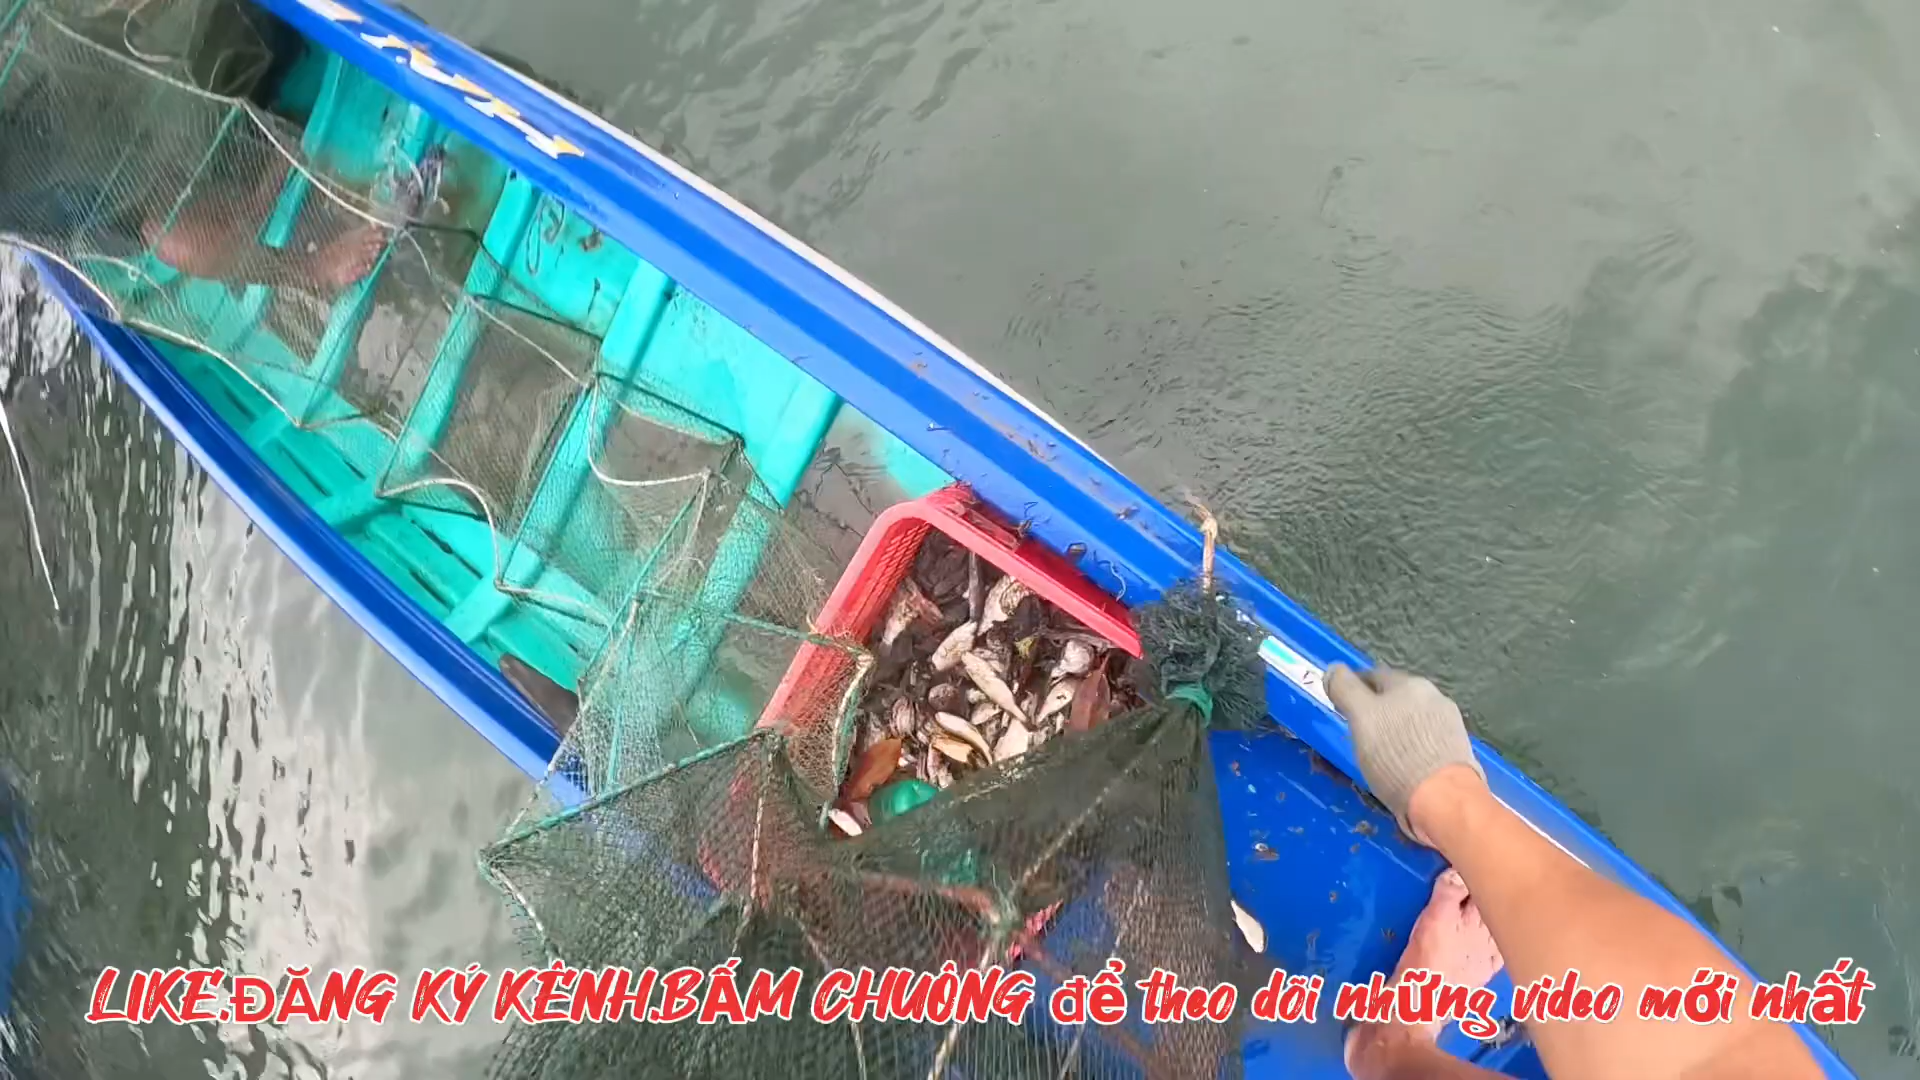 LIKE.ĐĂNG KÝ KÊNH.BẤM CHUÔNG để theo dõi những video mới nhất